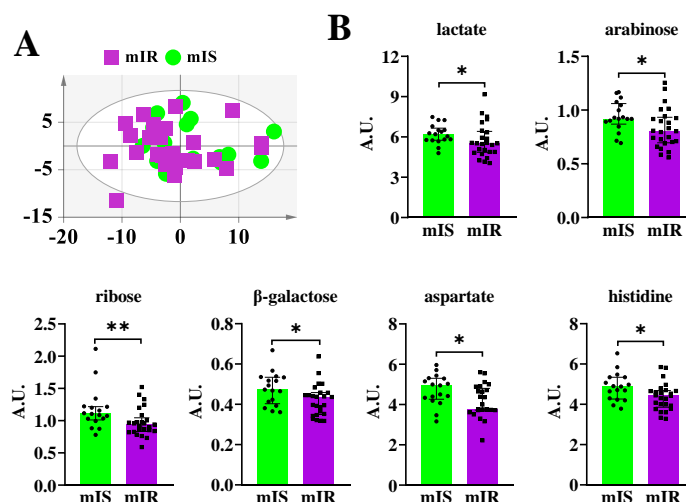 A
mIR mIS
5
-5
-15
-20 -10 0 10
B
lactate
A.U.
12
9
6
3
0
*
mIS mIR
arabinose
A.U.
1.5
1.0
0.5
0.0
*
mIS mIR
ribose
A.U.
2.5
2.0
1.5
1.0
0.5
0.0
**
mIS mIR
β-galactose
A.U.
0.8
0.6
0.4
0.2
0.0
*
mIS mIR
aspartate
A.U.
8
6
4
2
0
*
mIS mIR
histidine
A.U.
8
6
4
2
0
*
mIS mIR